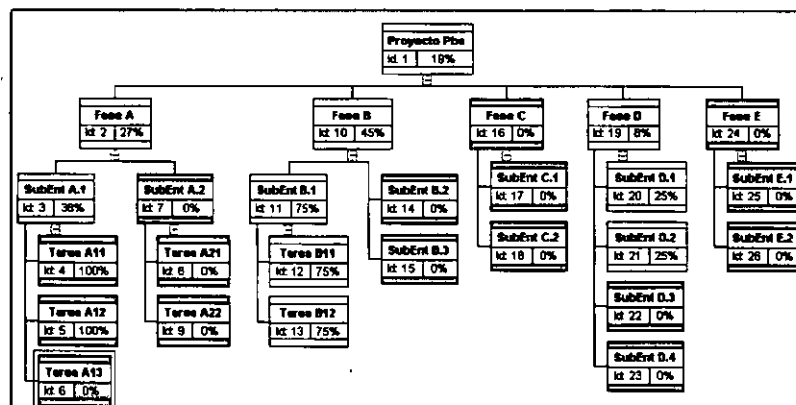 Proyecto Pba
Id: 1 18%
Fase A
Id: 2 27%
Fase B
Id: 10 45%
Fase C
Id: 16 0%
Fase D
Id: 19 8%
Fase E
Id: 24 0%
SubEnt A.1
Id: 3 38%
SubEnt A.2
Id: 7 0%
SubEnt B.1
Id: 11 75%
SubEnt B.2
Id: 14 0%
SubEnt B.3
Id: 15 0%
SubEnt C.1
Id: 17 0%
SubEnt C.2
Id: 18 0%
SubEnt D.1
Id: 20 25%
SubEnt D.2
Id: 21 25%
SubEnt D.3
Id: 22 0%
SubEnt D.4
Id: 23 0%
SubEnt E.1
Id: 25 0%
SubEnt E.2
Id: 26 0%
Tarea A11
Id: 4 100%
Tarea A12
Id: 5 100%
Tarea A13
Id: 6 0%
Tarea A21
Id: 8 0%
Tarea A22
Id: 9 0%
Tarea B11
Id: 12 75%
Tarea B12
Id: 13 75%